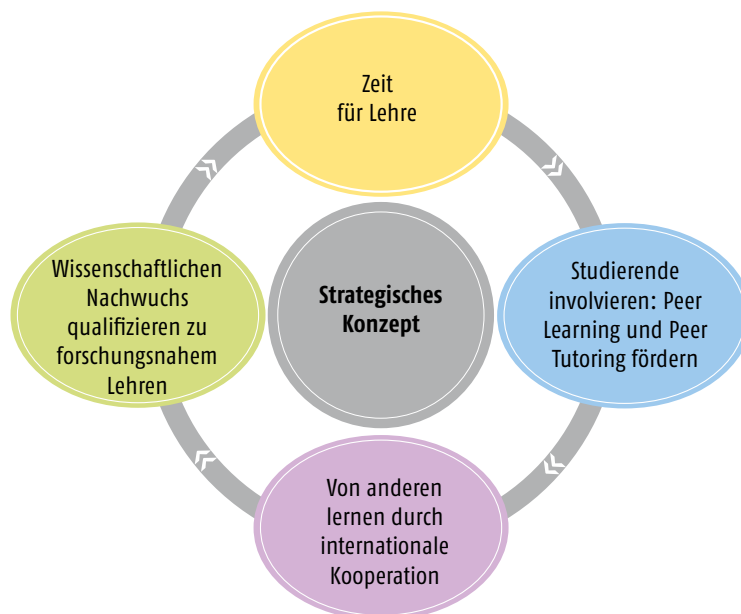 Zeit
für Lehre
Wissenschaftlichen
Nachwuchs
qualifizieren zu
forschungsnahem
Lehren
Strategisches
Konzept
Studierende
involvieren: Peer
Learning und Peer
Tutoring fördern
Von anderen
lernen durch
internationale
Kooperation